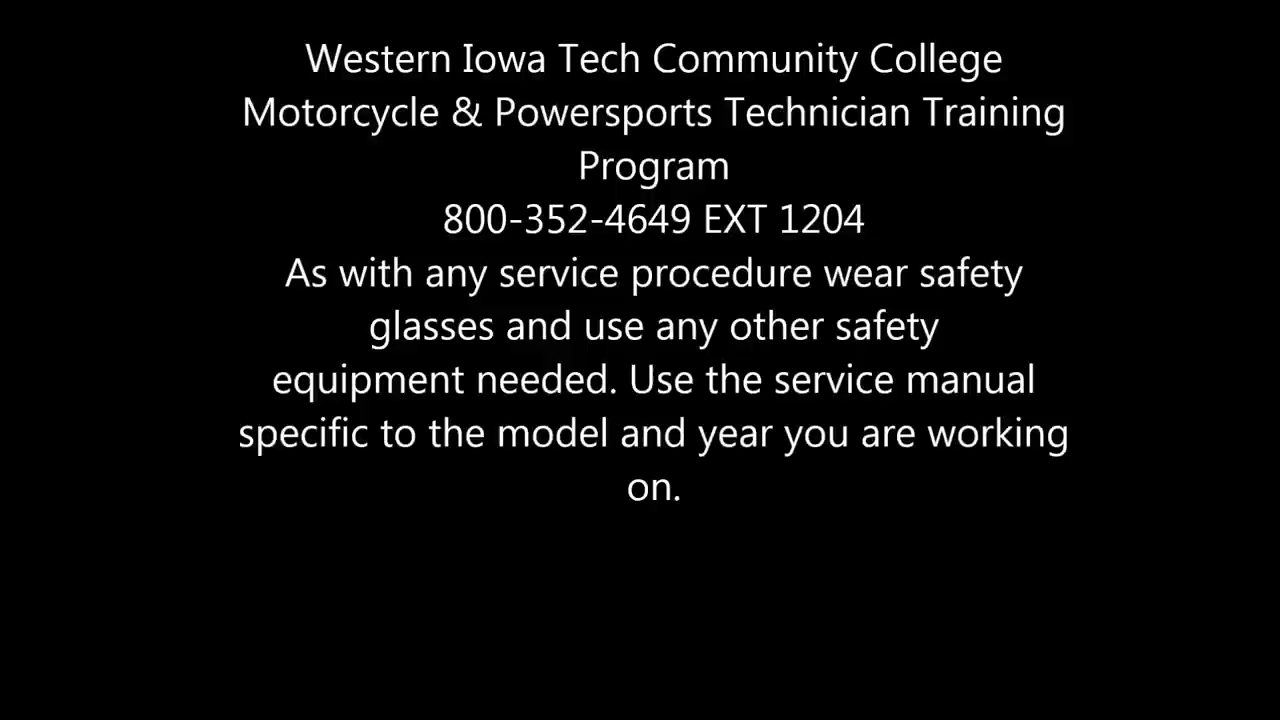 Western Iowa Tech Community College
Motorcycle & Powersports Technician Training
Program
800-352-4649 EXT 1204
As with any service procedure wear safety
glasses and use any other safety
equipment needed. Use the service manual
specific to the model and year you are working
on.